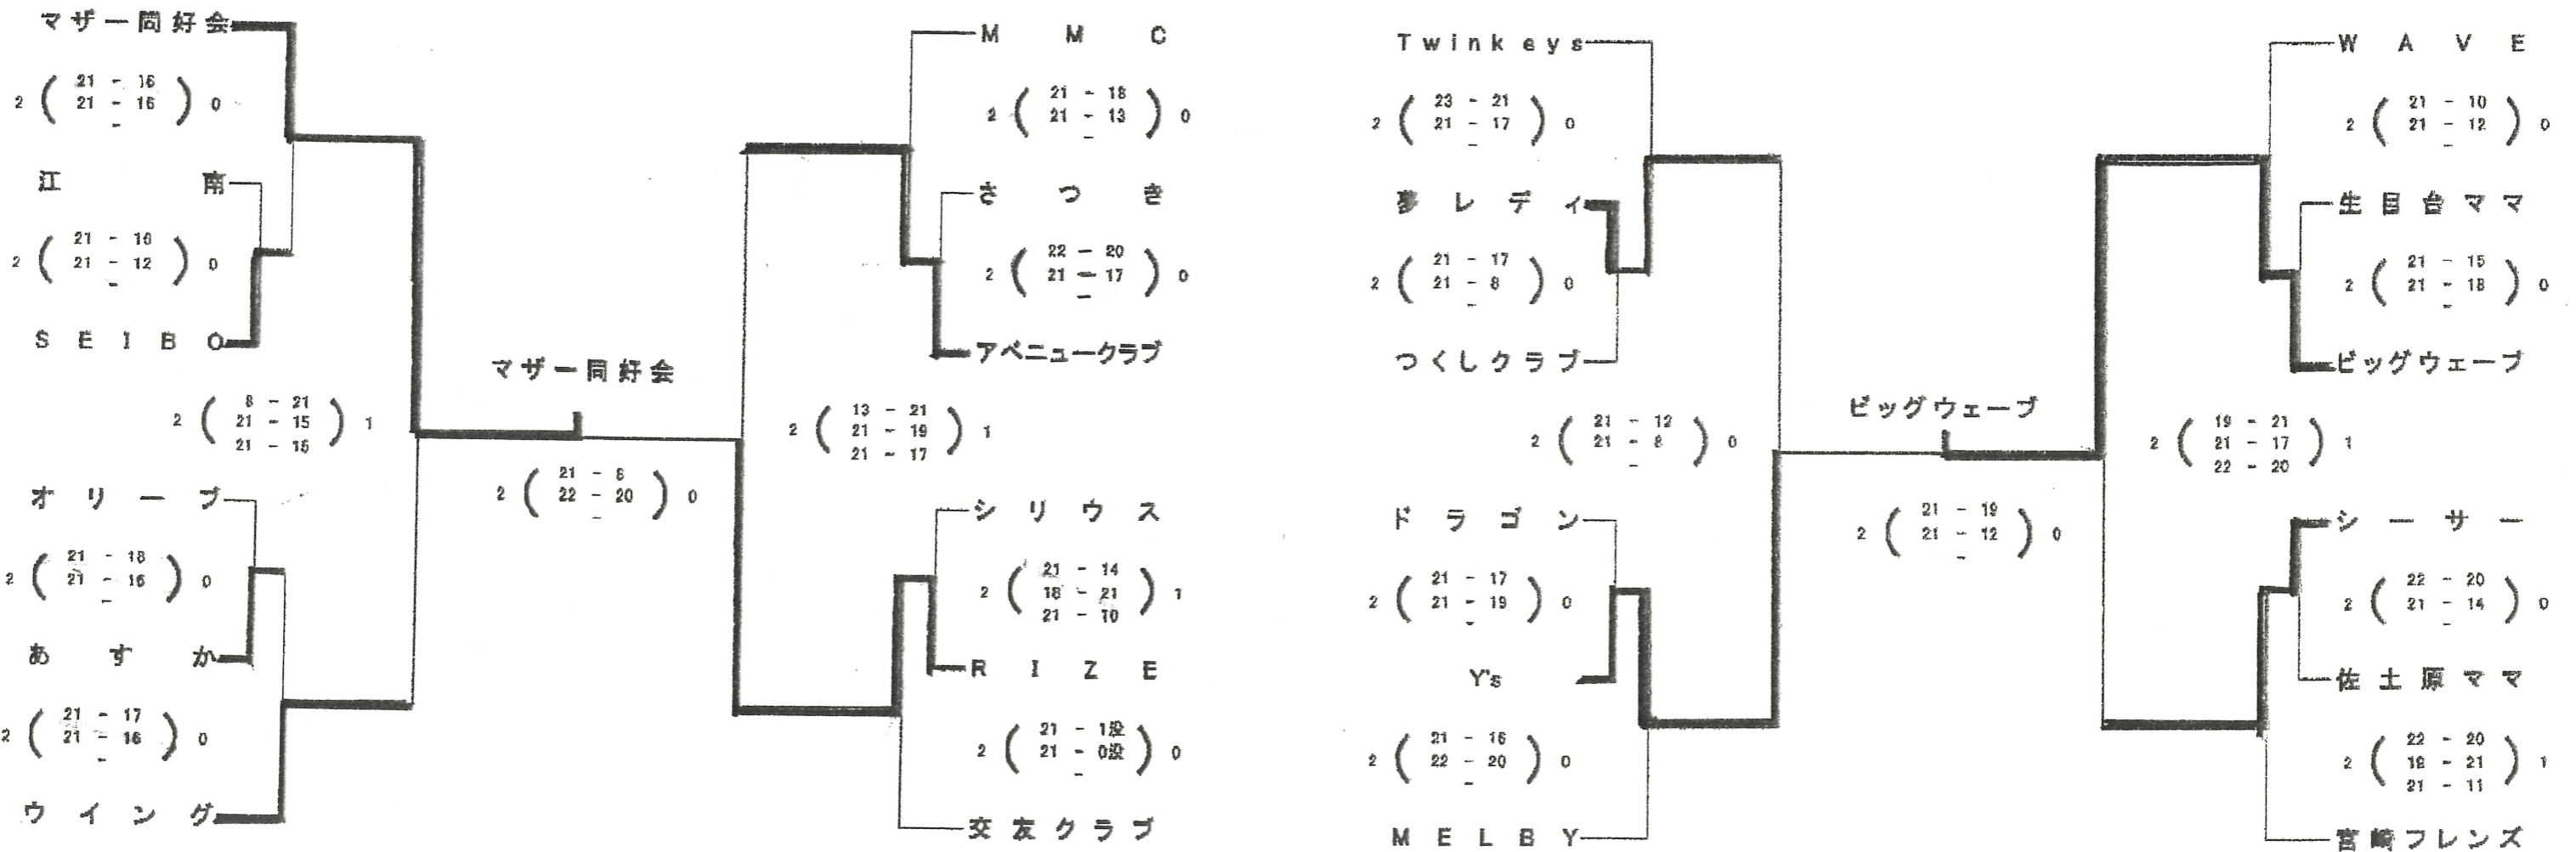 マザー同好会
2 ( 21 - 16 21 - 16 - ) 0
江 南
2 ( 21 - 10 21 - 12 - ) 0
S E I B O
2 ( 8 - 21 21 - 15 21 - 15 ) 1
オ リ ー ブ
2 ( 21 - 18 21 - 16 - ) 0
あ す か
2 ( 21 - 17 21 - 16 - ) 0
ウ イ ン グ
マザー同好会
2 ( 21 - 8 22 - 20 - ) 0
M M C
2 ( 21 - 18 21 - 13 - ) 0
さ つ き
2 ( 22 - 20 21 - 17 - ) 0
アベニュークラブ
2 ( 13 - 21 21 - 19 21 - 17 ) 1
シ リ ウ ス
2 ( 21 - 14 18 - 21 21 - 10 ) 1
R I Z E
2 ( 21 - 1没 21 - 0没 - ) 0
交友クラブ
Twinkeys
2 ( 23 - 21 21 - 17 - ) 0
夢 レ デ ィ
2 ( 21 - 17 21 - 8 - ) 0
つくしクラブ
2 ( 21 - 12 21 - 8 - ) 0
ド ラ ゴ ン
2 ( 21 - 17 21 - 19 - ) 0
Y's
2 ( 21 - 16 22 - 20 - ) 0
M E L B Y
ビッグウェーブ
2 ( 21 - 19 21 - 12 - ) 0
W A V E
2 ( 21 - 10 21 - 12 - ) 0
生目台ママ
2 ( 21 - 15 21 - 18 - ) 0
ビッグウェーブ
2 ( 19 - 21 21 - 17 22 - 20 ) 1
シ ー サ ー
2 ( 22 - 20 21 - 14 - ) 0
佐土原ママ
2 ( 22 - 20 19 - 21 21 - 11 ) 1
宮崎フレンズ